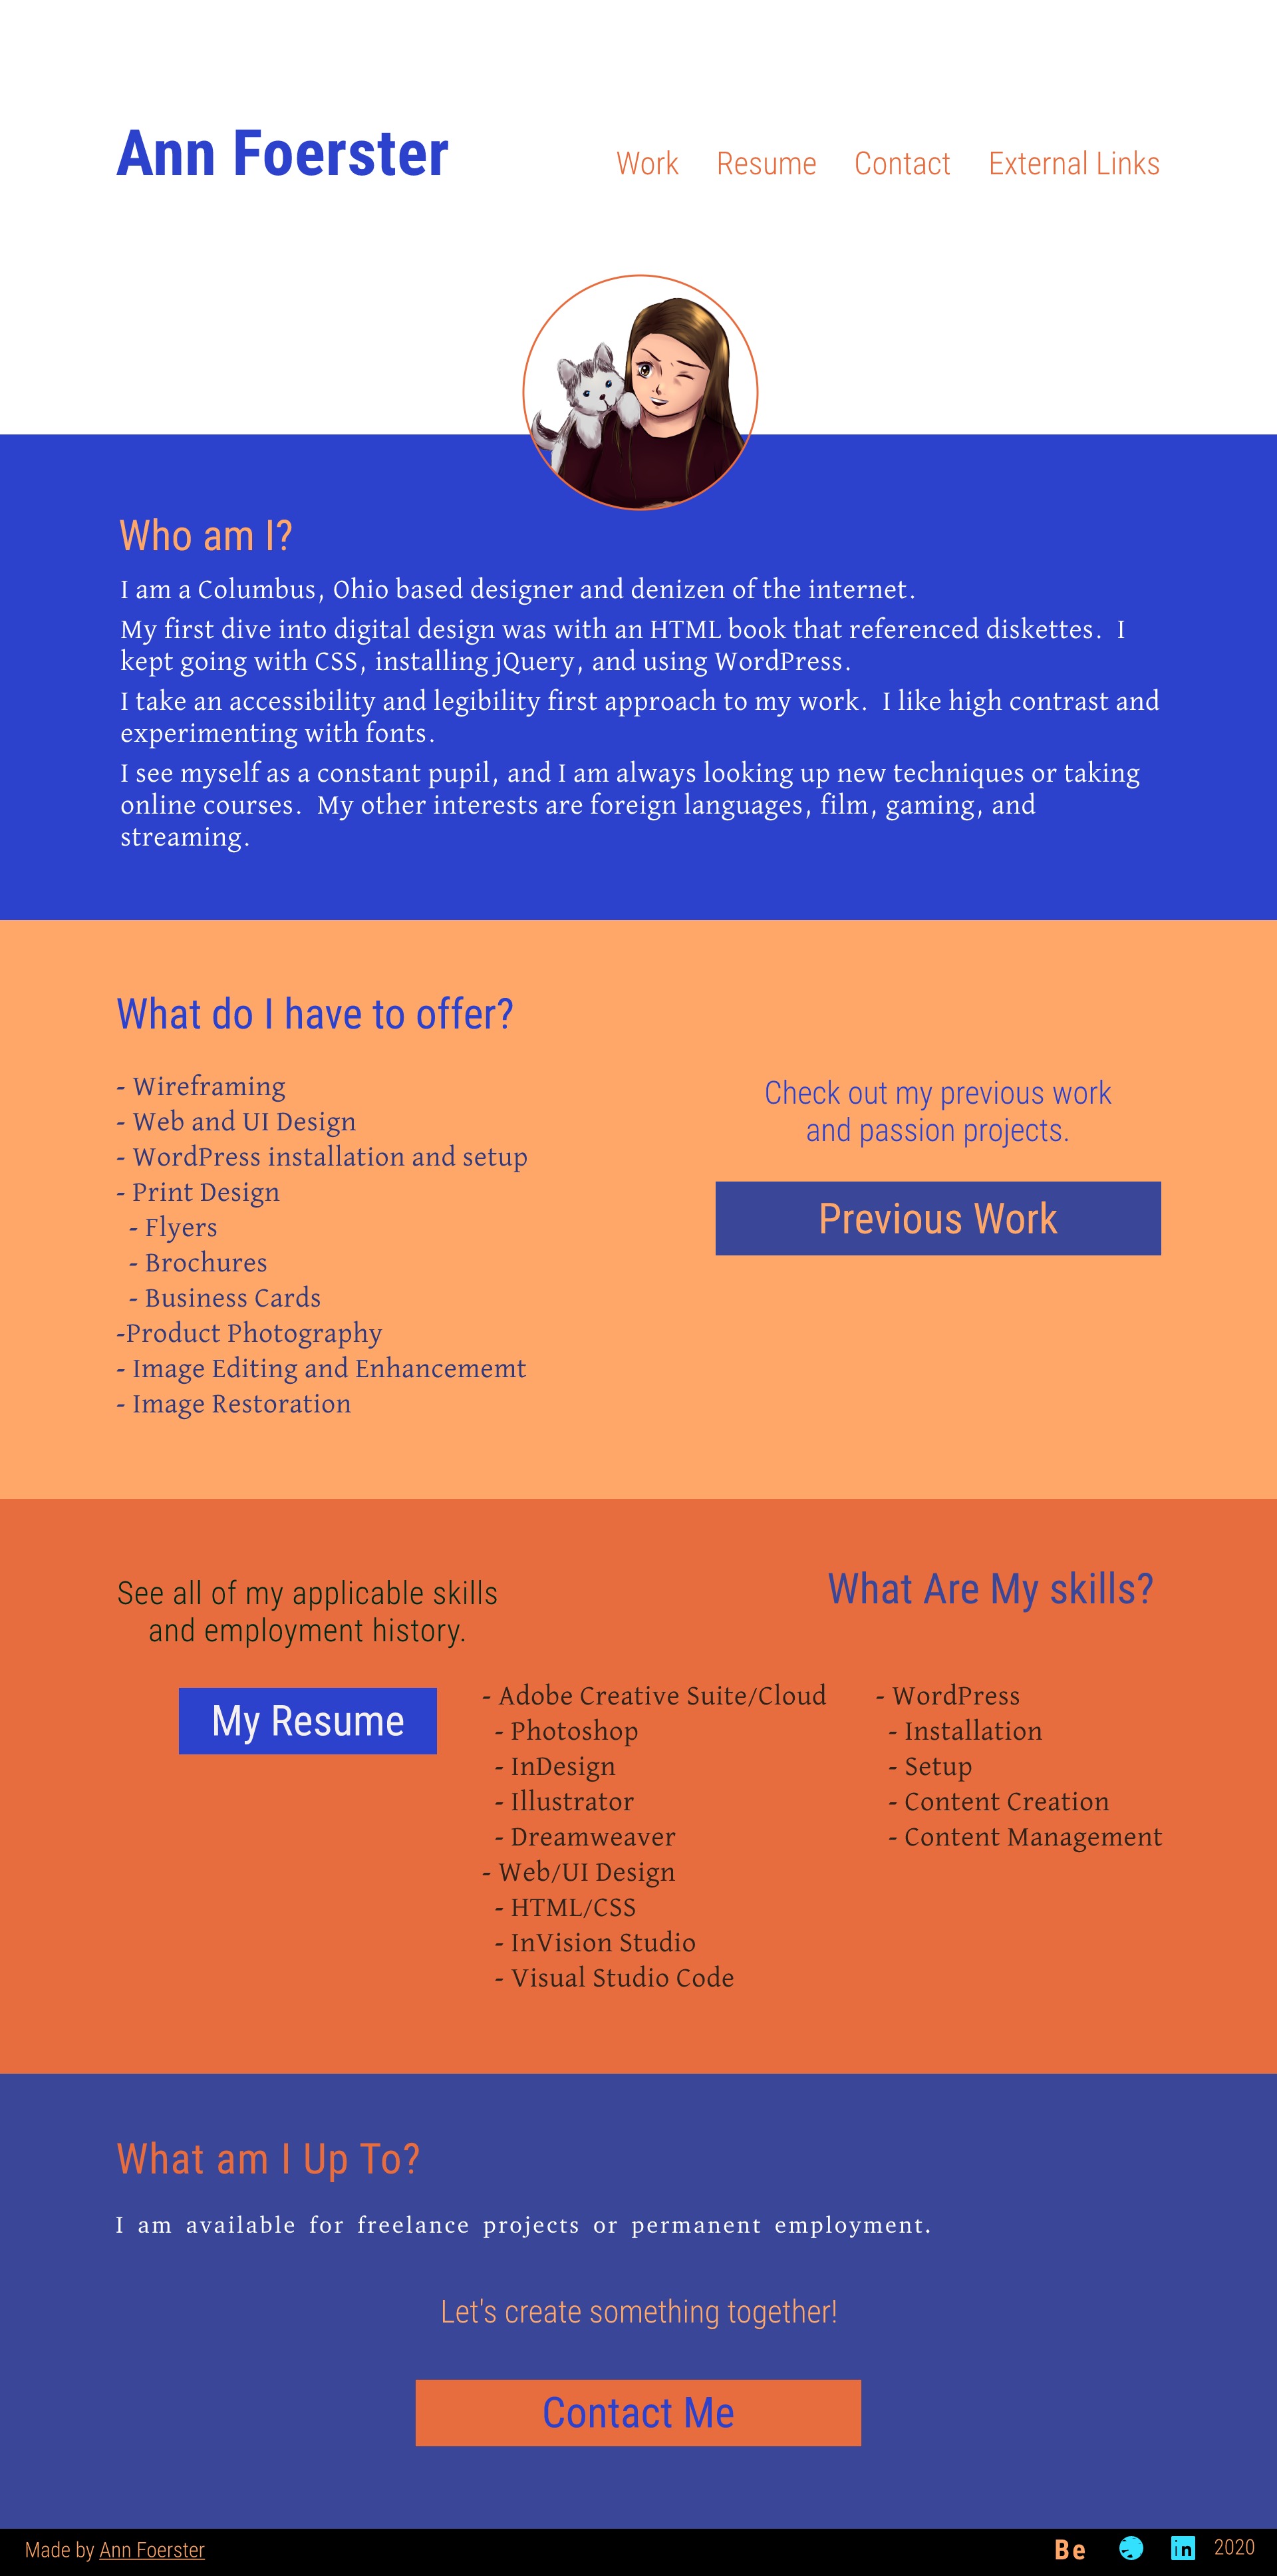 Ann Foerster
Work Resume Contact External Links
Who am I?
I am a Columbus, Ohio based designer and denizen of the internet.
My first dive into digital design was with an HTML book that referenced diskettes.  I
kept going with CSS, installing jQuery, and using WordPress.
I take an accessibility and legibility first approach to my work.  I like high contrast and
experimenting with fonts.
I see myself as a constant pupil, and I am always looking up new techniques or taking
online courses.  My other interests are foreign languages, film, gaming, and
streaming.
What do I have to offer?
- Wireframing
- Web and UI Design
- WordPress installation and setup
- Print Design
- Flyers
- Brochures
- Business Cards
-Product Photography
- Image Editing and Enhancememt
- Image Restoration
Check out my previous work
and passion projects.
Previous Work
See all of my applicable skills
and employment history.
My Resume
What Are My skills?
- Adobe Creative Suite/Cloud
- Photoshop
- InDesign
- Illustrator
- Dreamweaver
- Web/UI Design
- HTML/CSS
- InVision Studio
- Visual Studio Code
- WordPress
- Installation
- Setup
- Content Creation
- Content Management
What am I Up To?
I am available for freelance projects or permanent employment.
Let's create something together!
Contact Me
Made by Ann Foerster
Be in 2020